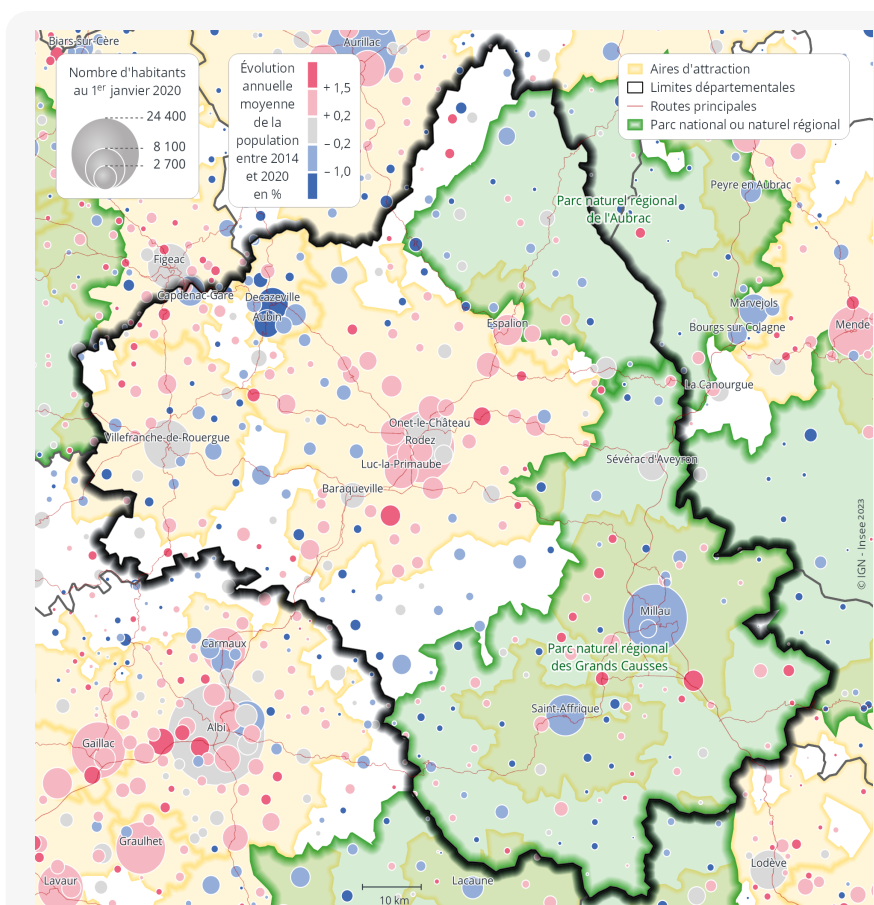 Biars-sur-Cère
Aurillac
Nombre d'habitants
au 1er janvier 2020
24 400
8 100
2 700
Évolution
annuelle
moyenne
de la
population
entre 2014
et 2020
en %
+ 1,5
+ 0,2
– 0,2
– 1,0
Aires d'attraction
Limites départementales
Routes principales
Parc national ou naturel régional
Peyre en Aubrac
Parc naturel régional
de l'Aubrac
Figeac
Capdenac-Gare
Decazeville
Aubin
Espalion
Marvejols
Bourgs sur Colagne
Mende
La Canourgue
Onet-le-Château
Rodez
Villefranche-de-Rouergue
Luc-la-Primaube
Sévérac d'Aveyron
Baraqueville
© IGN - Insee 2023
Millau
Carmaux
Parc naturel régional
des Grands Causses
Saint-Affrique
Albi
Gaillac
Graulhet
Lodève
Lavaur
Lacaune
10 km